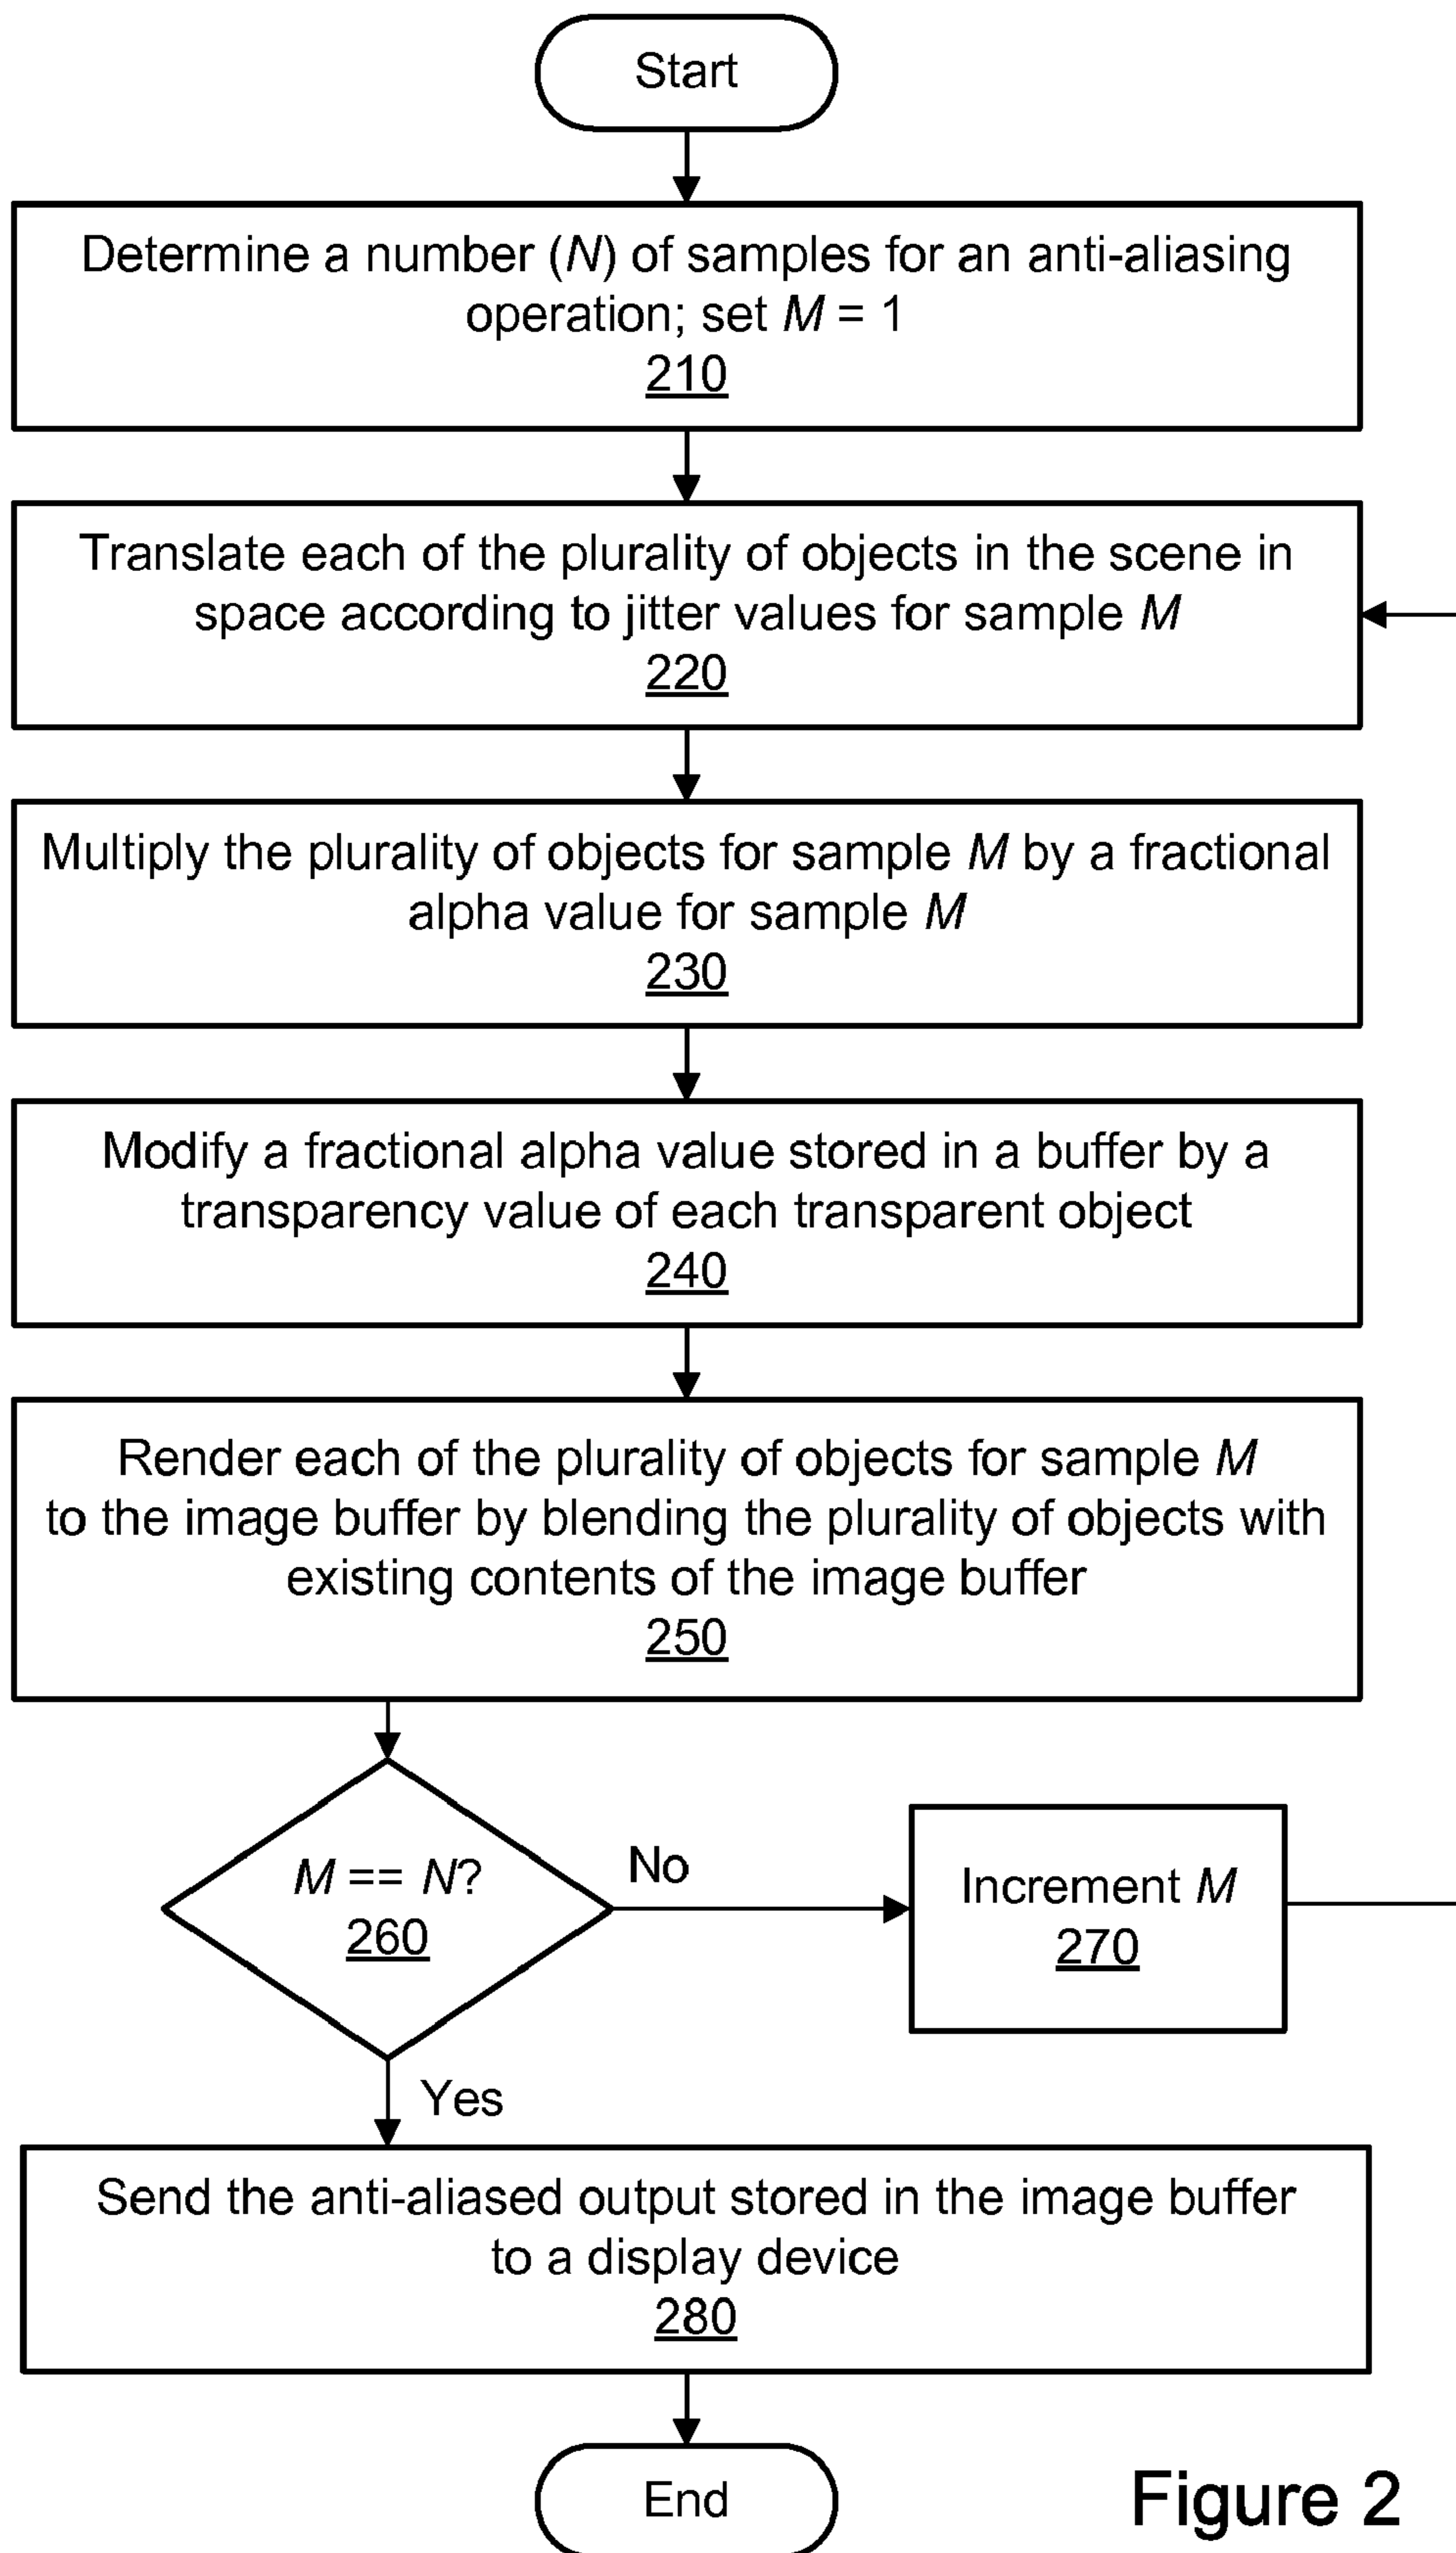 Start
Determine a number (N) of samples for an anti-aliasing
operation; set M = 1
210
Translate each of the plurality of objects in the scene in
space according to jitter values for sample M
220
Multiply the plurality of objects for sample M by a fractional
alpha value for sample M
230
Modify a fractional alpha value stored in a buffer by a
transparency value of each transparent object
240
Render each of the plurality of objects for sample M
to the image buffer by blending the plurality of objects with
existing contents of the image buffer
250
M == N?
260
No
Increment M
270
Yes
Send the anti-aliased output stored in the image buffer
to a display device
280
End
Figure 2